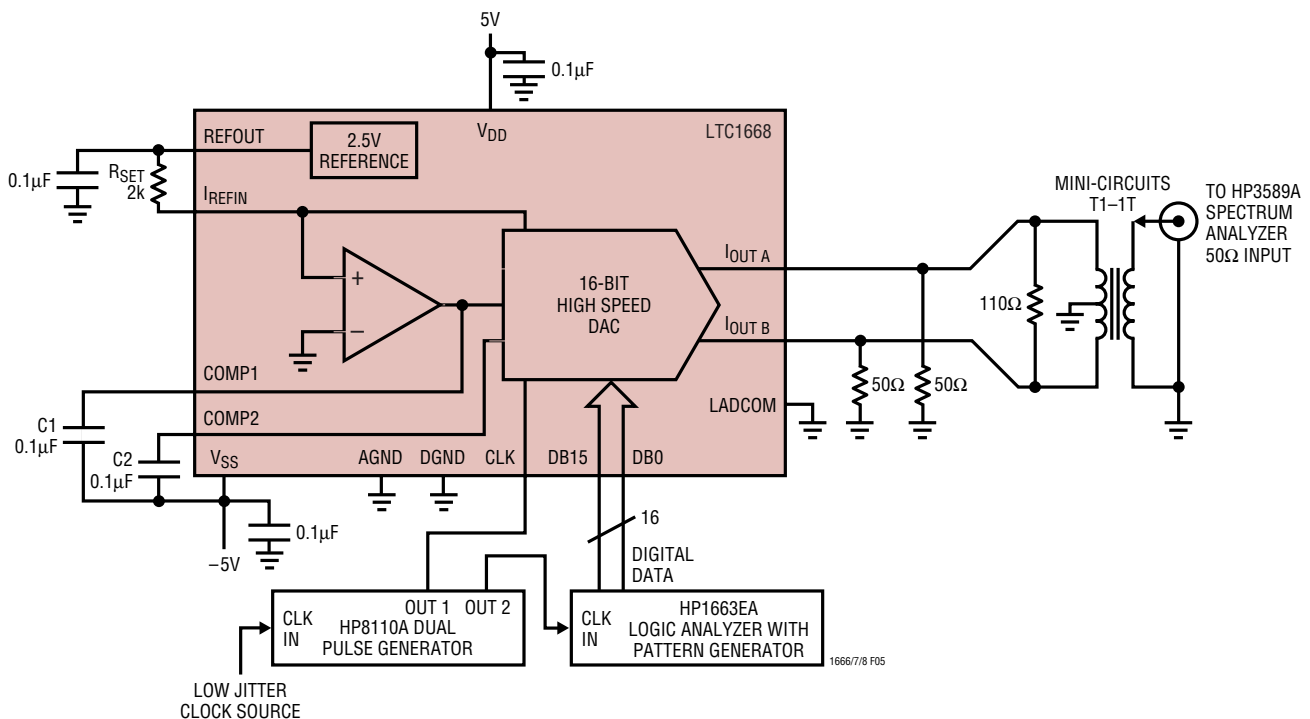 5V
0.1µF
REFOUT
2.5V
REFERENCE
VDD
LTC1668
0.1µF
RSET
2k
IREFIN
MINI-CIRCUITS
T1–1T
TO HP3589A
SPECTRUM
ANALYZER
50Ω INPUT
+
–
16-BIT
HIGH SPEED
DAC
IOUT A
110Ω
IOUT B
COMP1
50Ω
50Ω
LADCOM
C1
0.1µF
COMP2
C2
0.1µF
VSS
AGND
DGND
CLK
DB15
DB0
0.1µF
–5V
16
DIGITAL
DATA
CLK
IN
OUT 1
OUT 2
HP8110A DUAL
PULSE GENERATOR
CLK
IN
HP1663EA
LOGIC ANALYZER WITH
PATTERN GENERATOR
1666/7/8 F05
LOW JITTER
CLOCK SOURCE